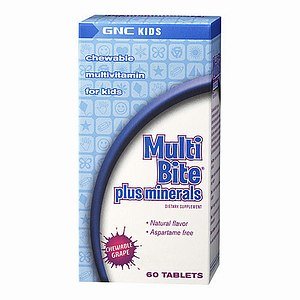 GNC KIDS
chewable
multivitamin
for kids
Multi
Bite®
plus minerals
DIETARY SUPPLEMENT
• Natural flavor
• Aspartame free
CHEWABLE
GRAPE
60 TABLETS